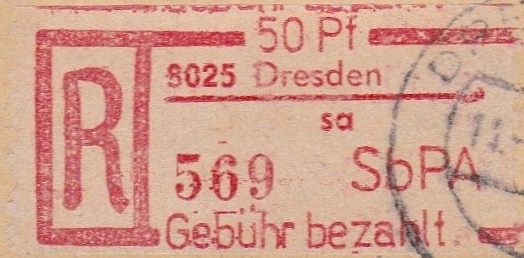 50 Pf
R
8025 Dresden
sa
569 SbPA
Gebühr bezahlt